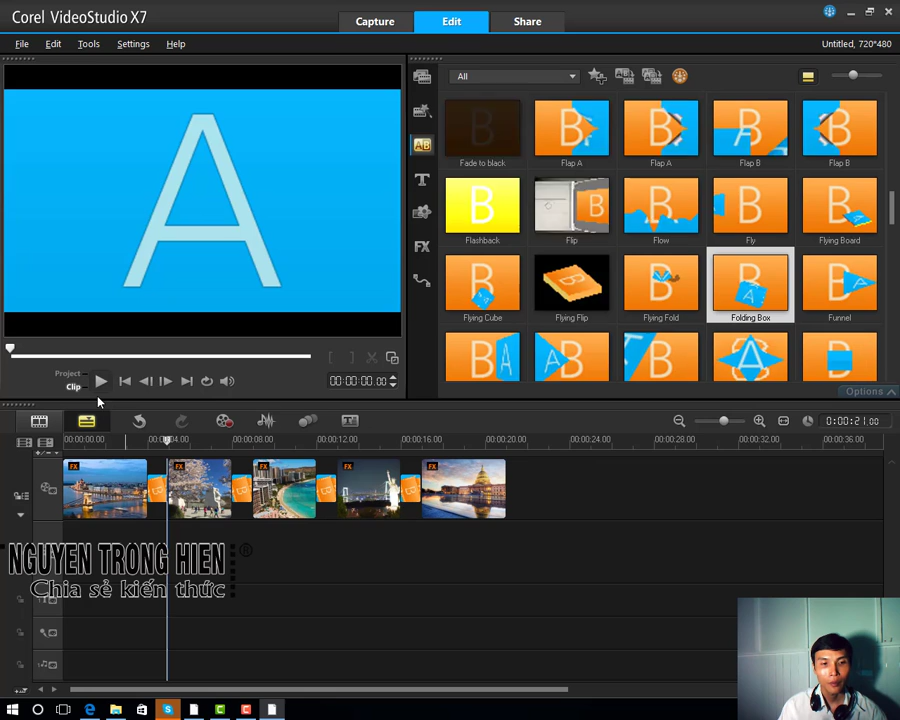 Corel VideoStudio X7
Capture
Edit
Share
File Edit Tools Settings Help
Untitled, 720*480
A
All
Fade to black
Flap A
Flap A
Flap B
Flap B
Flashback
Flip
Flow
Fly
Flying Board
Flying Cube
Flying Flip
Flying Fold
Folding Box
Funnel
Project
Clip
00:00:00.00
Options
0:00:21.00
00:00:00.00
00:00:04.00
00:00:08.00
00:00:12.00
00:00:16.00
00:00:20.00
00:00:24.00
00:00:28.00
00:00:32.00
00:00:36.00
FX
FX
FX
FX
FX
NGUYEN TRONG HIEN ®
Chia sẻ kiến thức